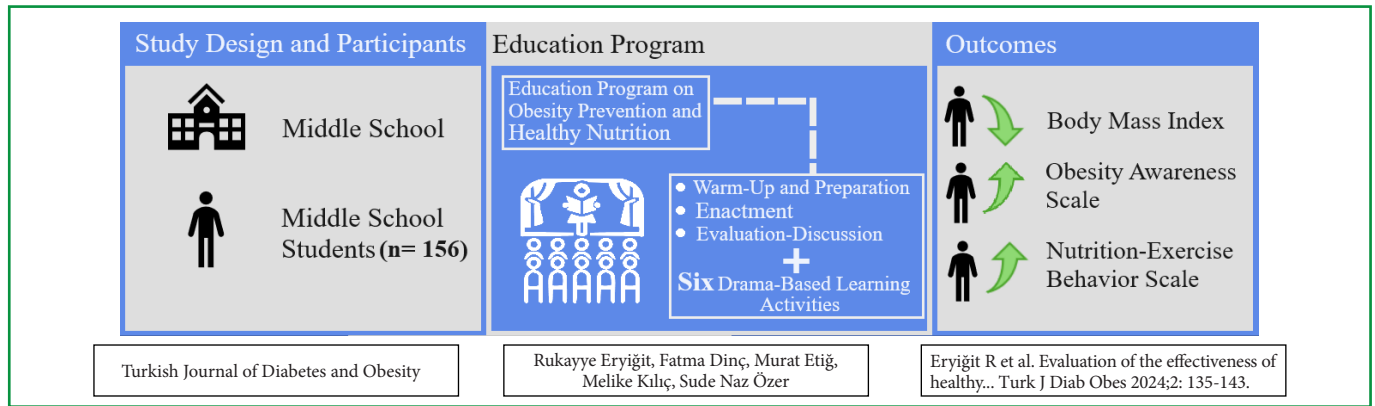 Study Design and Participants
Middle School
Middle School
Students (n= 156)
Education Program
Education Program on
Obesity Prevention and
Healthy Nutrition
● Warm-Up and Preparation
● Enactment
● Evaluation-Discussion
+
Six Drama-Based Learning
Activities
Outcomes
Body Mass Index
Obesity Awareness
Scale
Nutrition-Exercise
Behavior Scale
Turkish Journal of Diabetes and Obesity
Rukayye Eryiğit, Fatma Dinç, Murat Etiğ,
Melike Kılıç, Sude Naz Özer
Eryiğit R et al. Evaluation of the effectiveness of
healthy... Turk J Diab Obes 2024;2: 135-143.